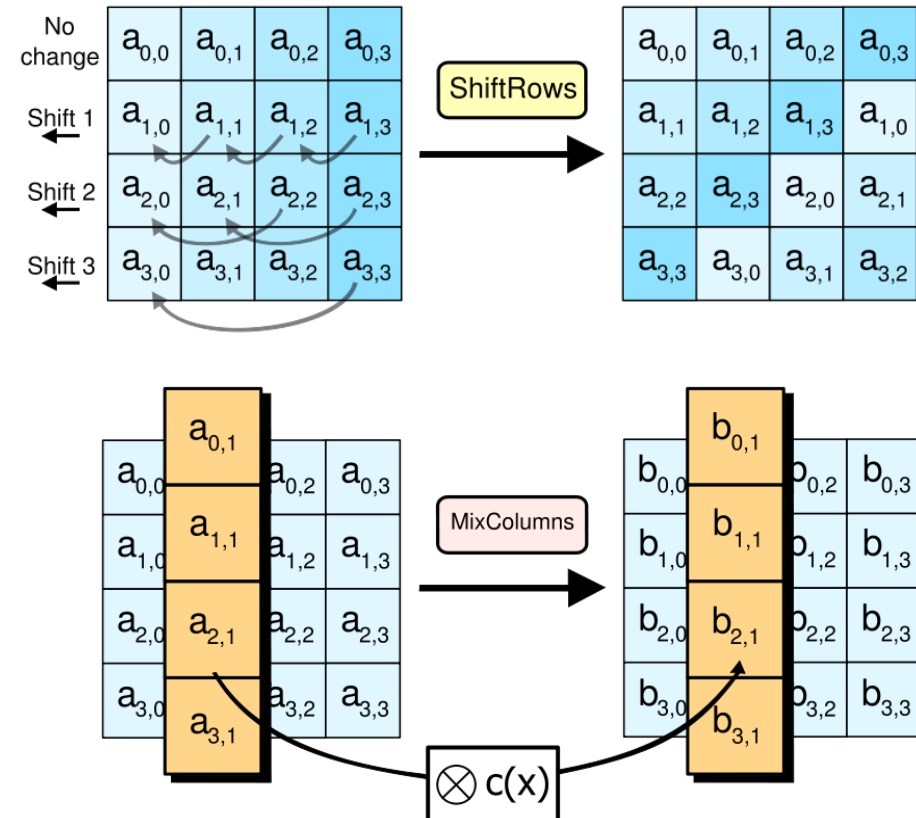 No
change
a0,0 a0,1 a0,2 a0,3
Shift 1
a1,0 a1,1 a1,2 a1,3
Shift 2
a2,0 a2,1 a2,2 a2,3
Shift 3
a3,0 a3,1 a3,2 a3,3
ShiftRows
a0,0 a0,1 a0,2 a0,3
a1,1 a1,2 a1,3 a1,0
a2,2 a2,3 a2,0 a2,1
a3,3 a3,0 a3,1 a3,2
a0,0 a0,1 a0,2 a0,3
a1,0 a1,1 a1,2 a1,3
a2,0 a2,1 a2,2 a2,3
a3,0 a3,1 a3,2 a3,3
MixColumns
b0,0 b0,1 b0,2 b0,3
b1,0 b1,1 b1,2 b1,3
b2,0 b2,1 b2,2 b2,3
b3,0 b3,1 b3,2 b3,3
⊗ c(x)